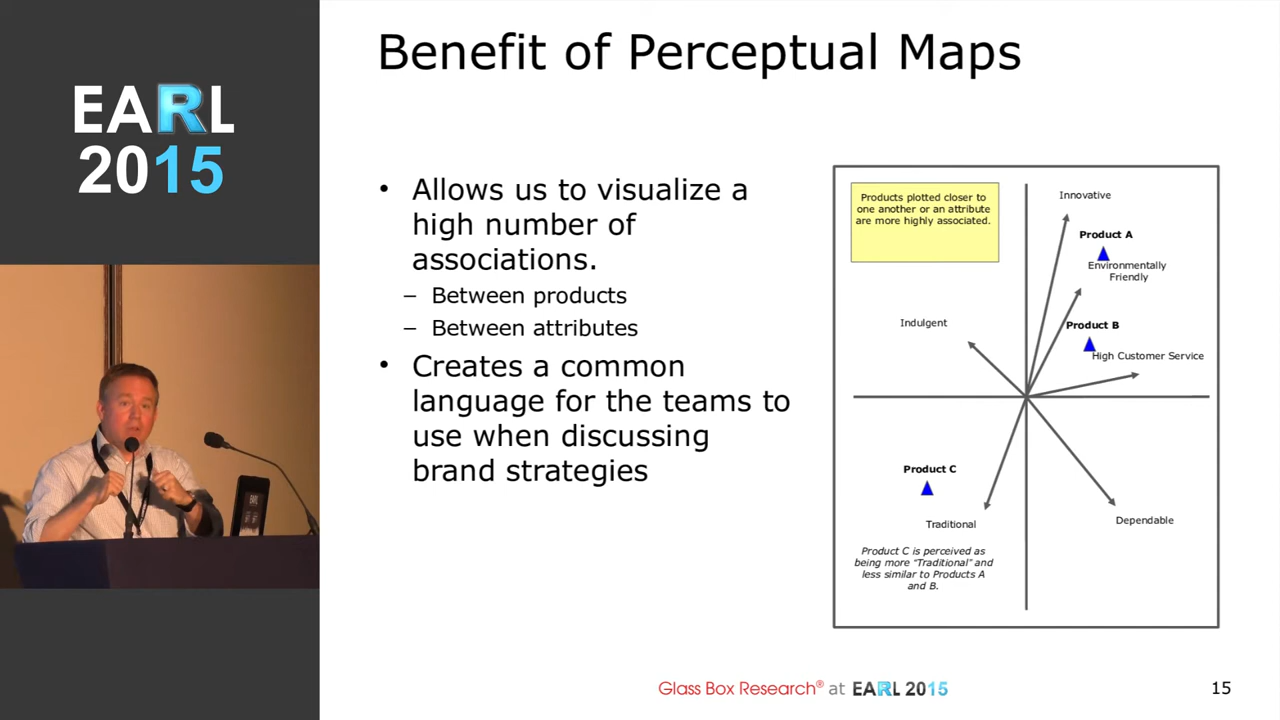 Benefit of Perceptual Maps
EARL
2015
• Allows us to visualize a
high number of
associations.
– Between products
– Between attributes
• Creates a common
language for the teams to
use when discussing
brand strategies
Products plotted closer to
one another or an attribute
are more highly associated.
Innovative
Product A
Environmentally
Friendly
Indulgent
Product B
High Customer Service
Product C
Traditional
Dependable
Product C is perceived as
being more “Traditional” and
less similar to Products A
and B.
Glass Box Research® at EARL 2015
15